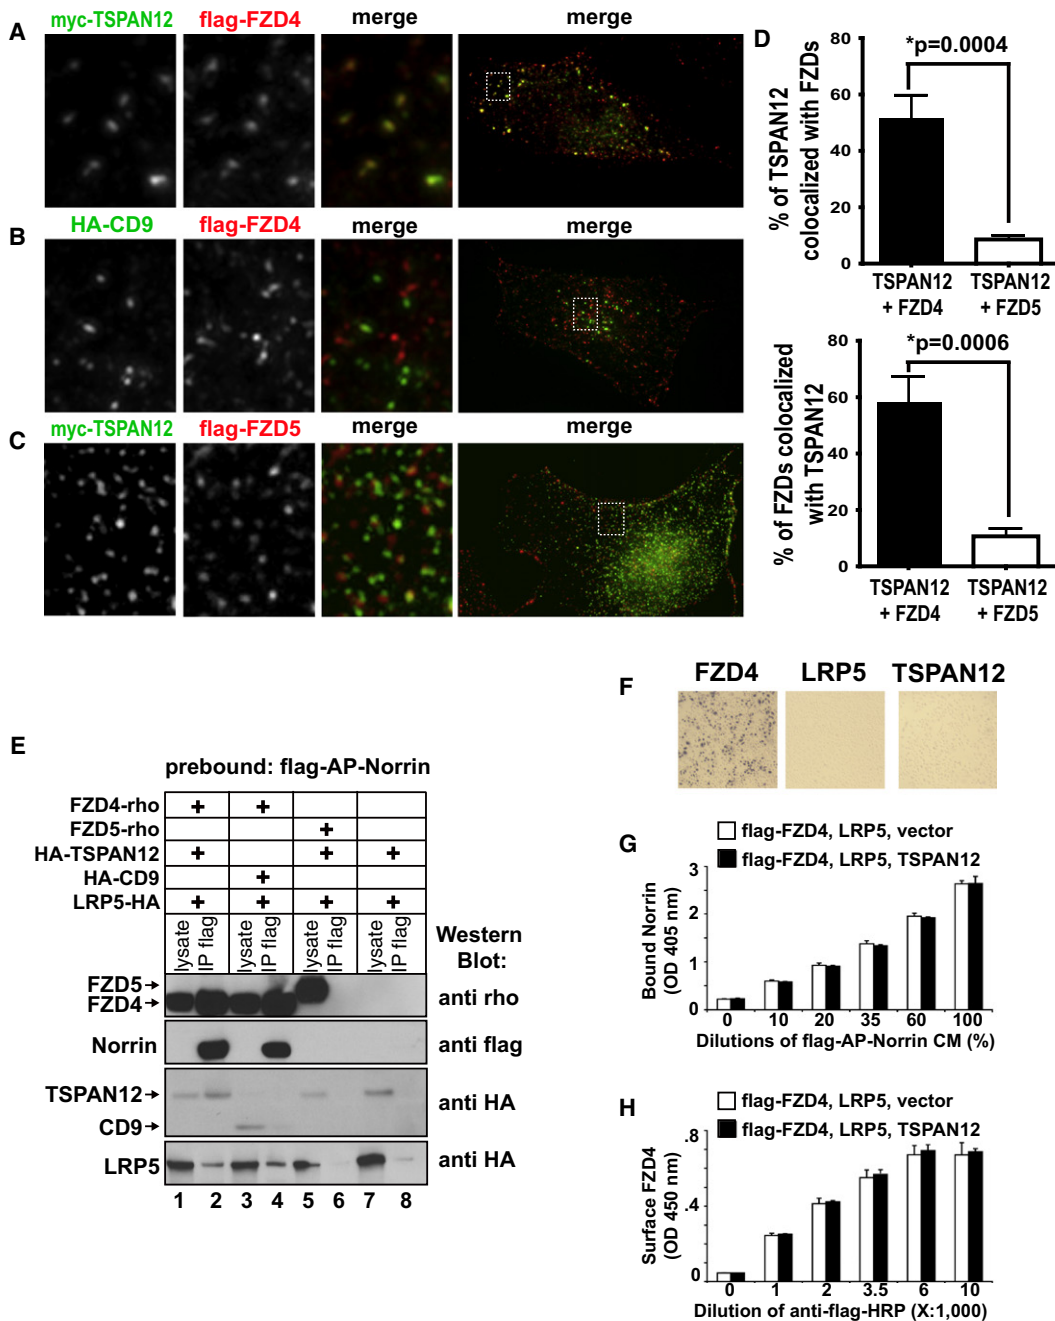 A
myc-TSPAN12 flag-FZD4 merge merge
B
HA-CD9 flag-FZD4 merge merge
C
myc-TSPAN12 flag-FZD5 merge merge
D
% of TSPAN12
colocalized with FZDs
80
60
40
20
0
*p=0.0004
TSPAN12
+ FZD4
TSPAN12
+ FZD5
% of FZDs colocalized
with TSPAN12
80
60
40
20
0
*p=0.0006
TSPAN12
+ FZD4
TSPAN12
+ FZD5
E
prebound: flag-AP-Norrin
FZD4-rho + +
FZD5-rho +
HA-TSPAN12 + + +
HA-CD9 +
LRP5-HA + + + +
lysate IP flag lysate IP flag lysate IP flag lysate IP flag
Western
Blot:
FZD5
FZD4
anti rho
Norrin anti flag
TSPAN12
CD9
anti HA
LRP5 anti HA
1 2 3 4 5 6 7 8
F
FZD4 LRP5 TSPAN12
G
flag-FZD4, LRP5, vector
flag-FZD4, LRP5, TSPAN12
Bound Norrin
(OD 405 nm)
3
2
1
0
0 10 20 35 60 100
Dilutions of flag-AP-Norrin CM (%)
H
flag-FZD4, LRP5, vector
flag-FZD4, LRP5, TSPAN12
Surface FZD4
(OD 450 nm)
.8
.4
0
0 1 2 3.5 6 10
Dilution of anti-flag-HRP (X:1,000)